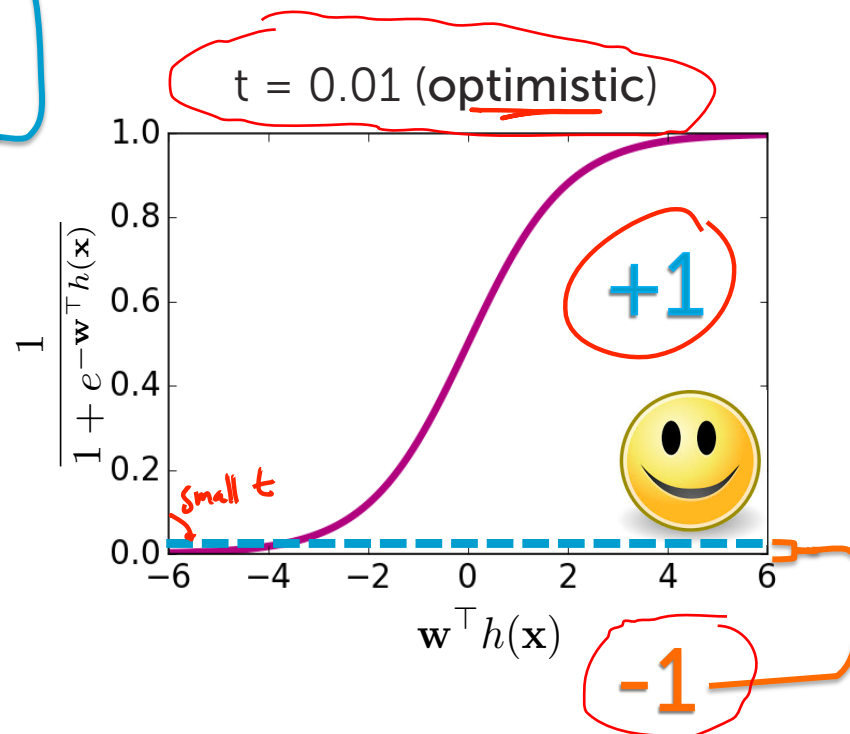 t = 0.01 (optimistic)
1.0
0.8
0.6
0.4
0.2
0.0
1
1 + e^{−w⊤h(x)}
+1
small t
−6 −4 −2 0 2 4 6
w⊤h(x)
-1